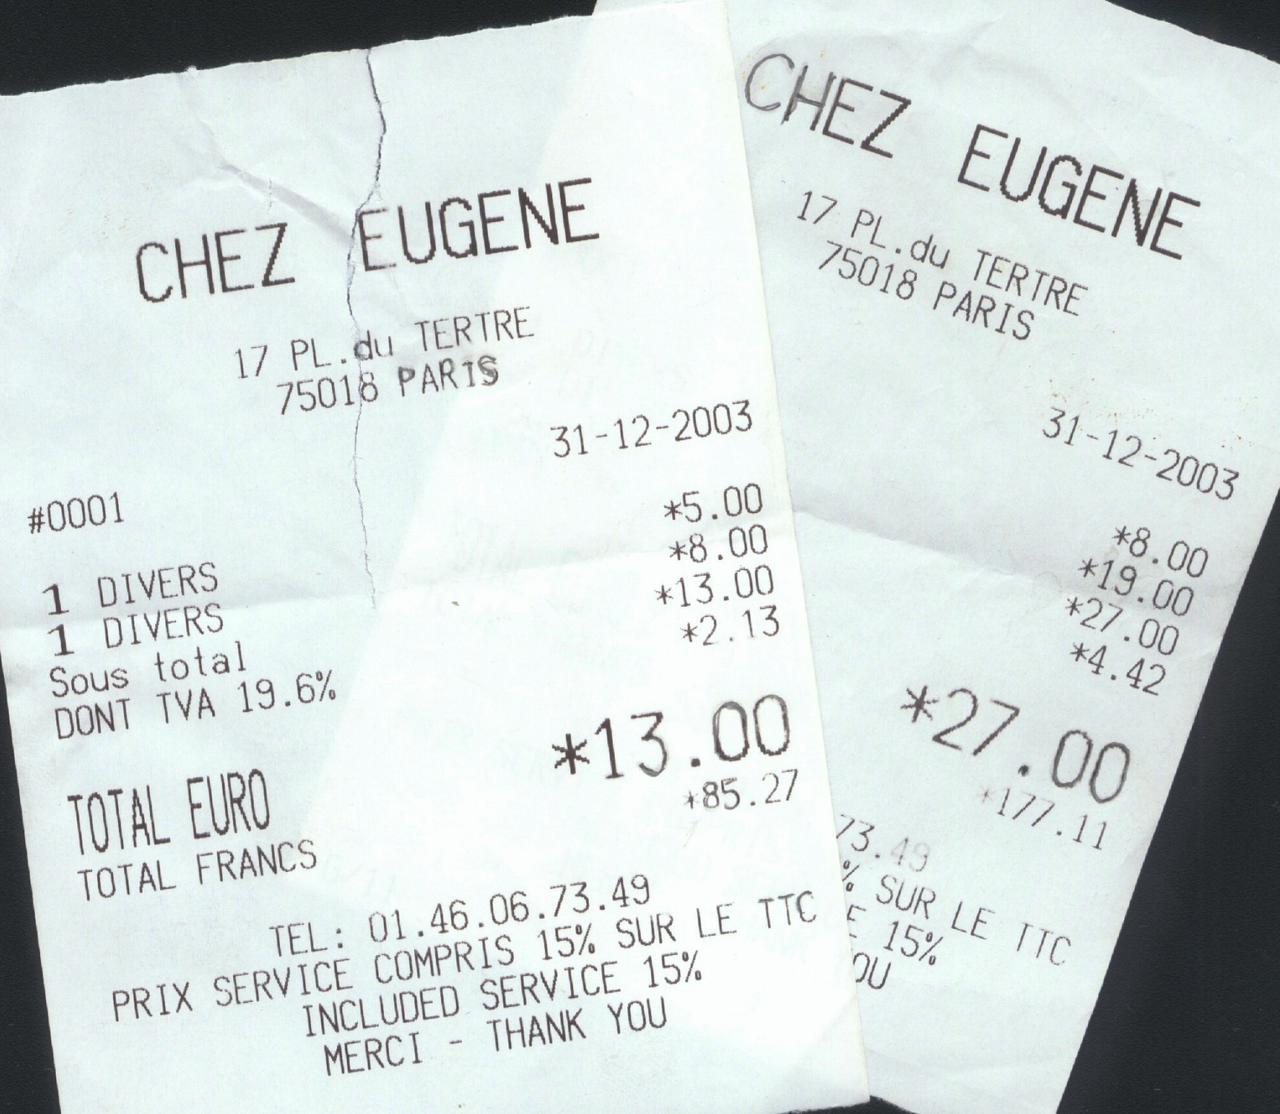 CHEZ EUGENE
17 PL.du TERTRE
75018 PARIS
31-12-2003
#0001
1 DIVERS *5.00
1 DIVERS *8.00
Sous total *13.00
DONT TVA 19.6% *2.13
TOTAL EURO *13.00
TOTAL FRANCS *85.27
TEL: 01.46.06.73.49
PRIX SERVICE COMPRIS 15% SUR LE TTC
INCLUDED SERVICE 15%
MERCI - THANK YOU
CHEZ EUGENE
17 PL.du TERTRE
75018 PARIS
31-12-2003
*8.00
*19.00
*27.00
*4.42
*27.00
*177.11
73.49
% SUR LE TTC
E 15%
OU